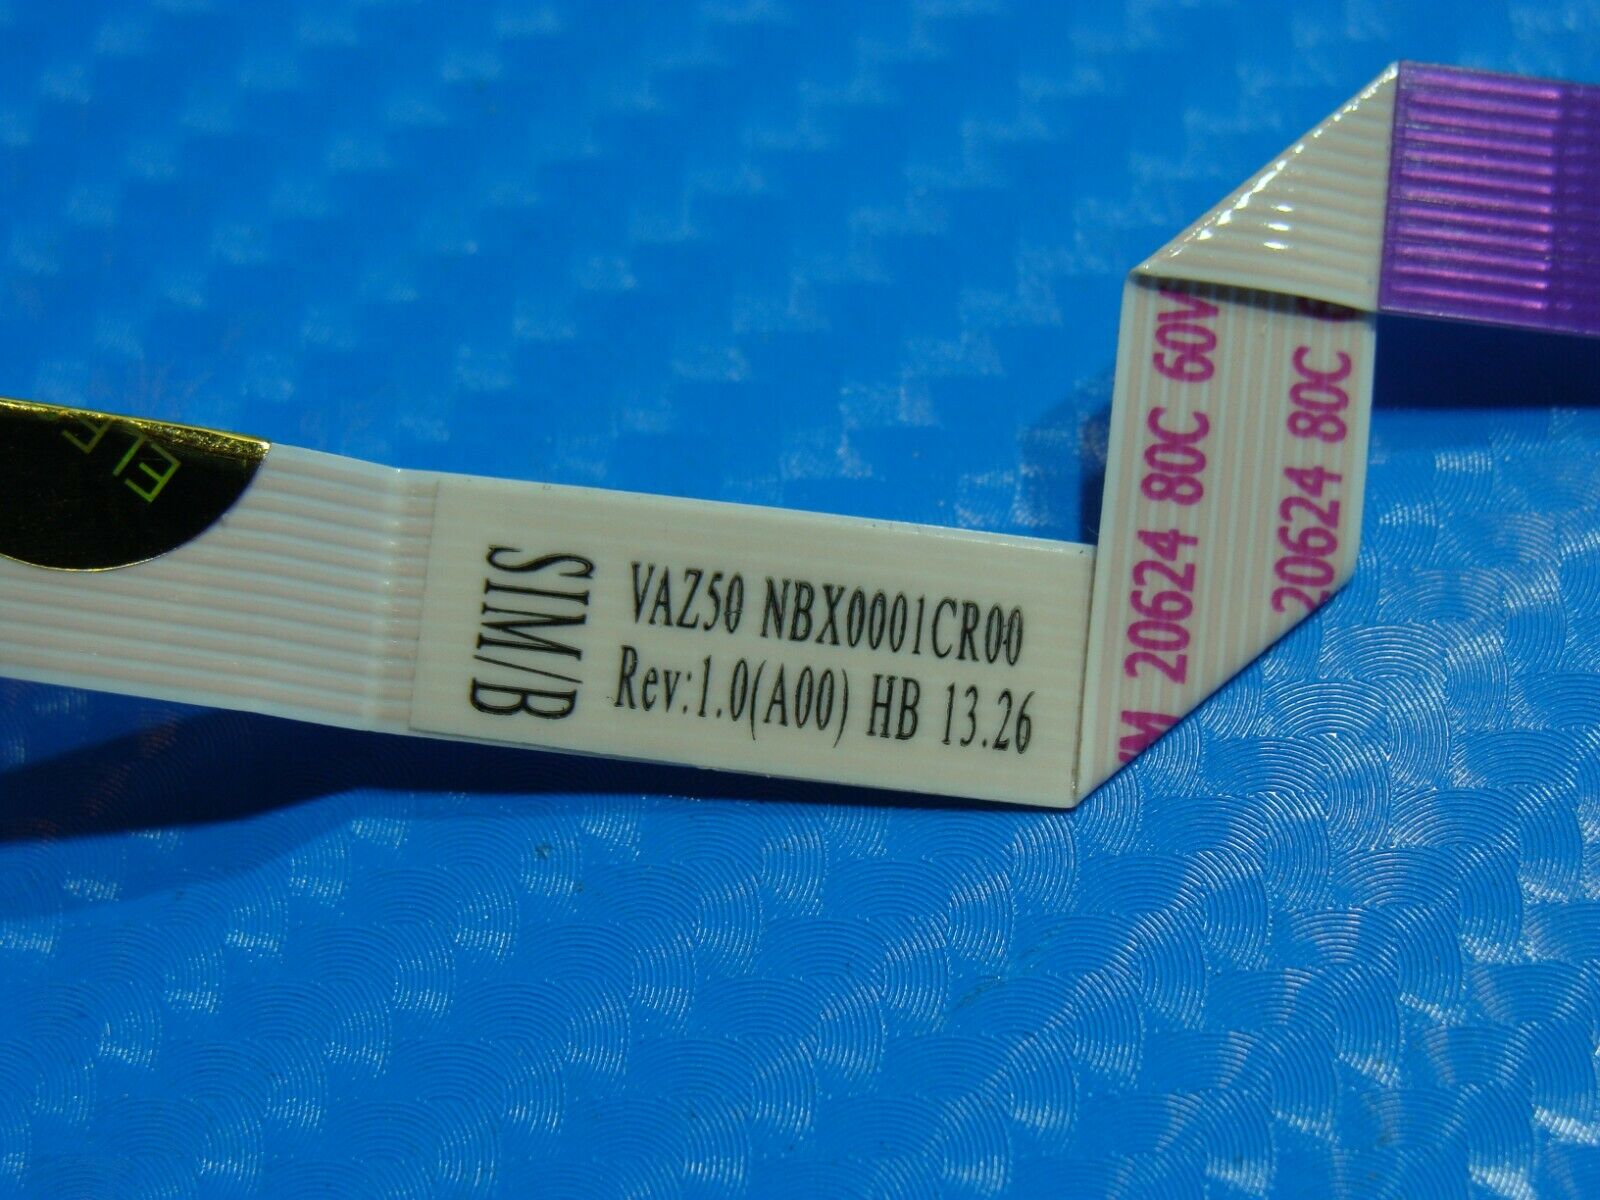 SIM/B
VAZ50 NBX0001CR00
Rev:1.0(A00) HB 13.26
20624 80C 60V
20624 80C